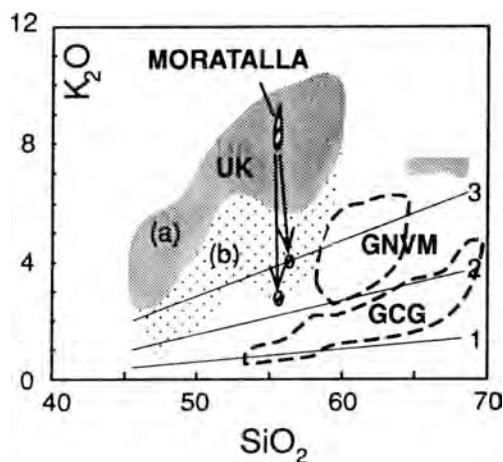 12
MORATALLA
K₂O
8
UK
(a)
3
GNVM
4
(b)
2
GCG
1
0
40
50
60
70
SiO₂